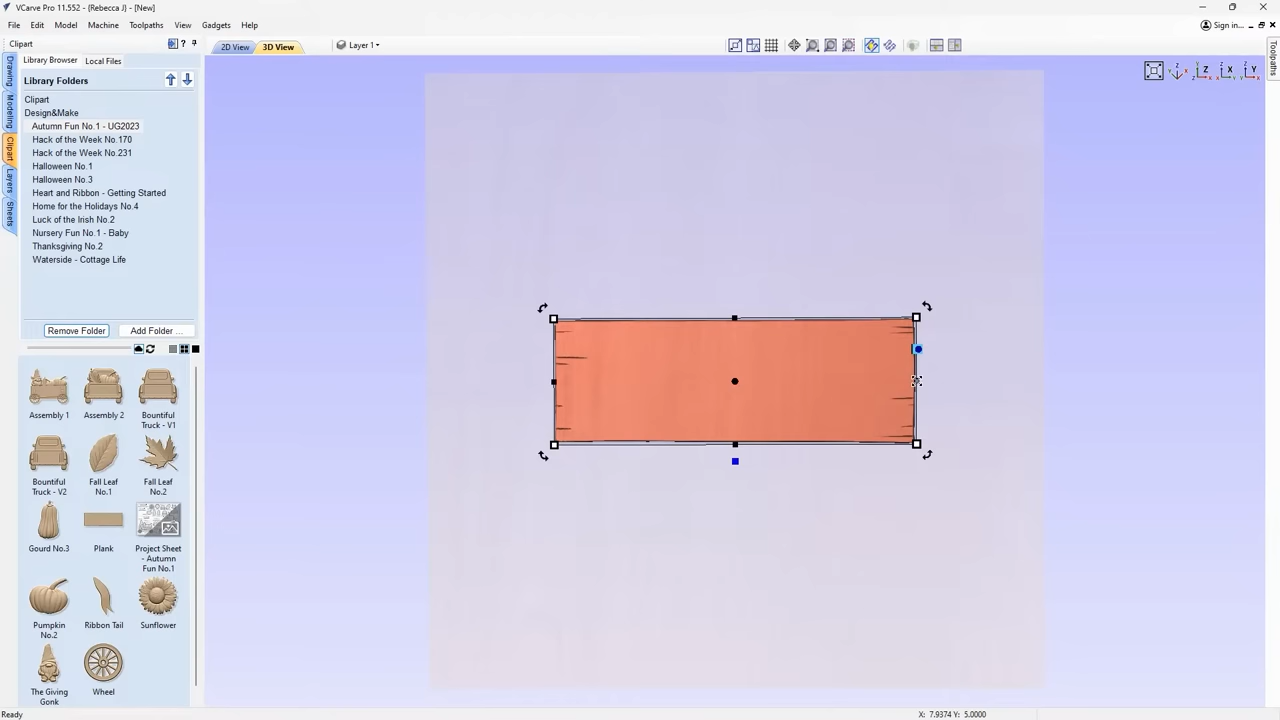 VCarve Pro 11.552 - {Rebecca J} - [New]
File Edit Model Machine Toolpaths View Gadgets Help
Sign in...
Clipart
?
2D View 3D View Layer 1
Library Browser Local Files
Library Folders
Clipart
Design&Make
Autumn Fun No.1 - UG2023
Hack of the Week No.170
Hack of the Week No.231
Halloween No.1
Halloween No.3
Heart and Ribbon - Getting Started
Home for the Holidays No.4
Luck of the Irish No.2
Nursery Fun No.1 - Baby
Thanksgiving No.2
Waterside - Cottage Life
Remove Folder Add Folder ...
Assembly 1
Assembly 2
Bountiful
Truck - V1
Bountiful
Truck - V2
Fall Leaf
No.1
Fall Leaf
No.2
Gourd No.3
Plank
Project Sheet
- Autumn
Fun No.1
Pumpkin
No.2
Ribbon Tail
Sunflower
The Giving
Gonk
Wheel
Drawing
Modeling
Clipart
Layers
Sheets
Toolpaths
Z X Y
Ready
X: 7.9374 Y: 5.0000